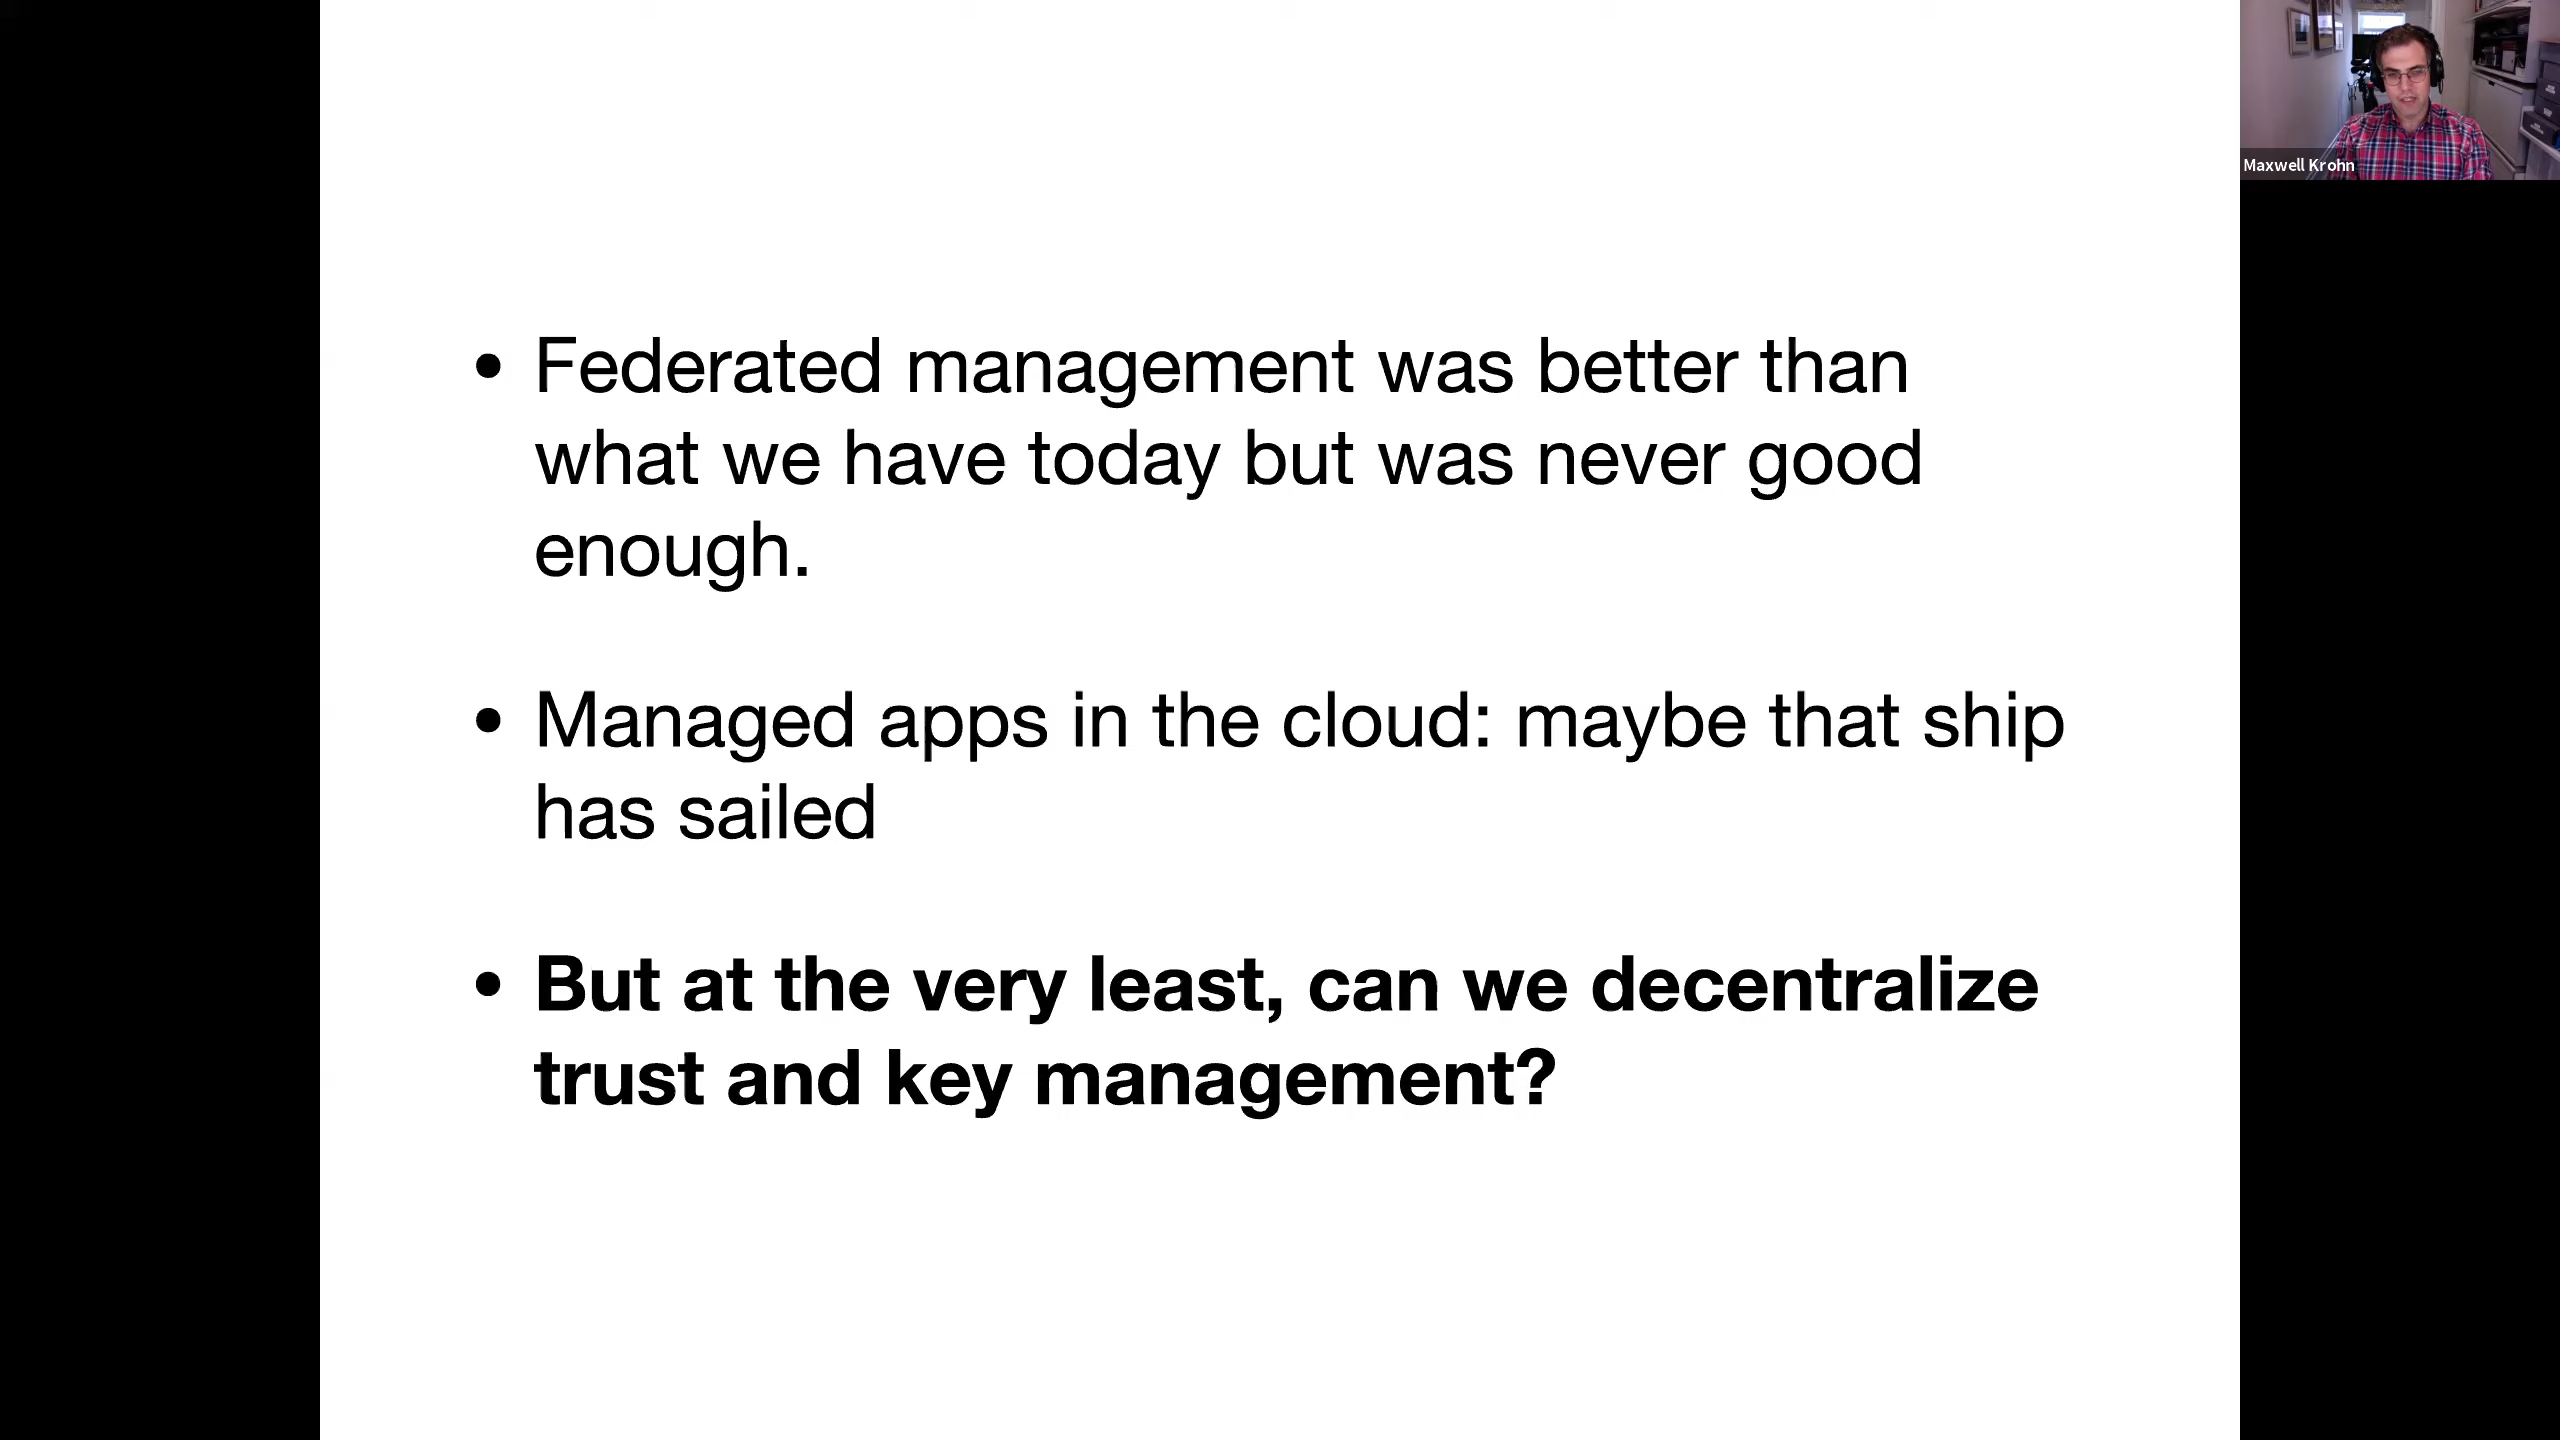 Maxwell Krohn
• Federated management was better than
what we have today but was never good
enough.
• Managed apps in the cloud: maybe that ship
has sailed
• But at the very least, can we decentralize
trust and key management?